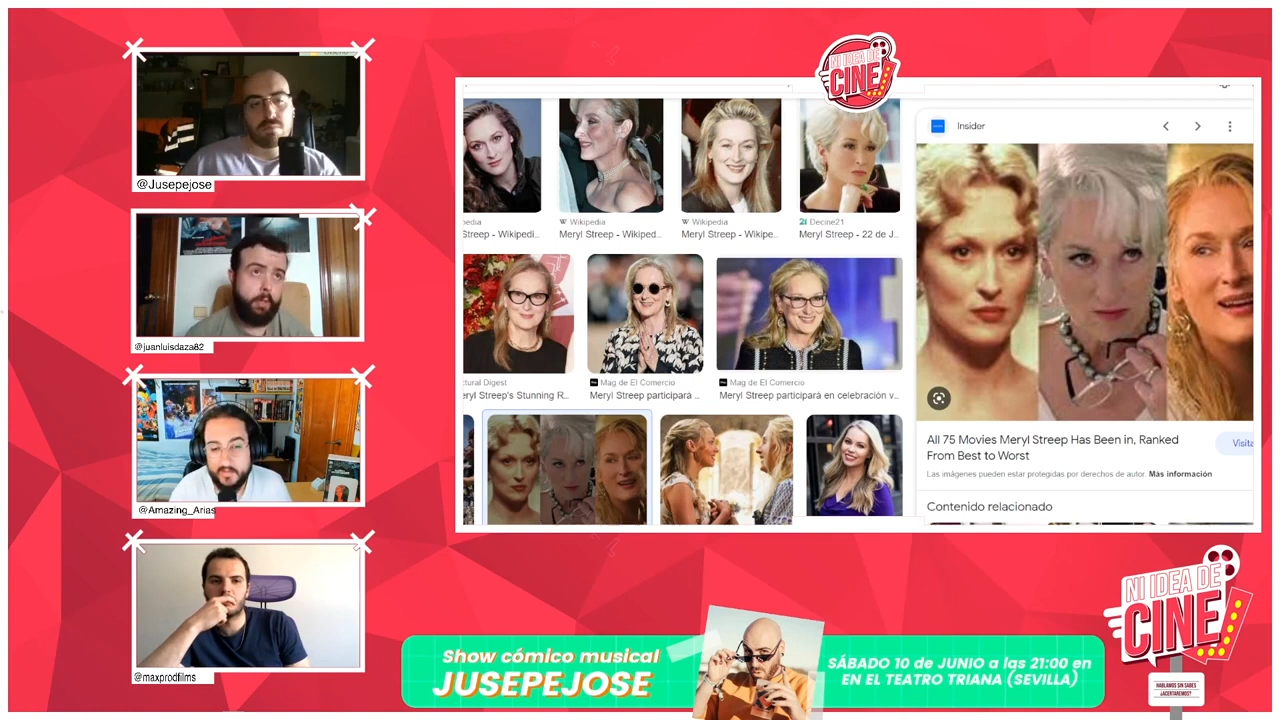 NI IDEA DE
CINE!
@Jusepejose
@juanluisdaza82
@Amazing_Arias
@maxprodfilms
Streep - Wikipedi...
Wikipedia
Meryl Streep - Wikiped...
Wikipedia
Meryl Streep - Wikipe...
Decine21
Meryl Streep - 22 de J...
Meryl Streep's Stunning R...
Mag de El Comercio
Meryl Streep participará ...
Mag de El Comercio
Meryl Streep participará en celebración v...
Insider
All 75 Movies Meryl Streep Has Been in, Ranked
From Best to Worst
Visita
Las imágenes pueden estar protegidas por derechos de autor. Más información
Contenido relacionado
Show cómico musical
JUSEPEJOSE
SÁBADO 10 de JUNIO a las 21:00 en
EN EL TEATRO TRIANA (SEVILLA)
NI IDEA DE
CINE!
HABLAMOS SIN SABES
¿ACERTAREMOS?